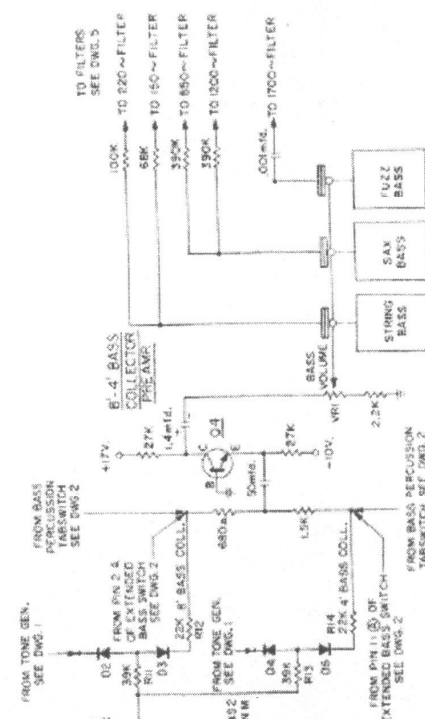 TO FILTERS
SEE DWG. 5
TO 220~FILTER
100K
TO 150~FILTER
68K
TO 850~FILTER
390K
TO 1200~FILTER
390K
TO 1700~FILTER
.001mfd.
FUZZ
BASS
SAX
BASS
STRING
BASS
8'-4' BASS
COLLECTOR
PRE AMP
BASS
VOLUME
VR1
2.2K
1.4mfd.
+17V.
27K
Q4
C
B
E
27K
-10V.
50mfd.
680Ω
1.5K
FROM BASS
PERCUSSION
TABSWITCH
SEE DWG. 2
FROM BASS PERCUSSION
TABSWITCH SEE DWG. 2
FROM PIN 2 &
OF EXTENDED
BASS SWITCH
SEE DWG. 2
22K 8' BASS COLL.
R12
22K 4' BASS COLL.
R14
FROM PIN 11 OF
EXTENDED BASS SWITCH
SEE DWG. 2
FROM TONE GEN.
SEE DWG. 1
D2
39K
R11
D3
FROM TONE GEN.
SEE DWG. 1
D4
39K
R13
D5